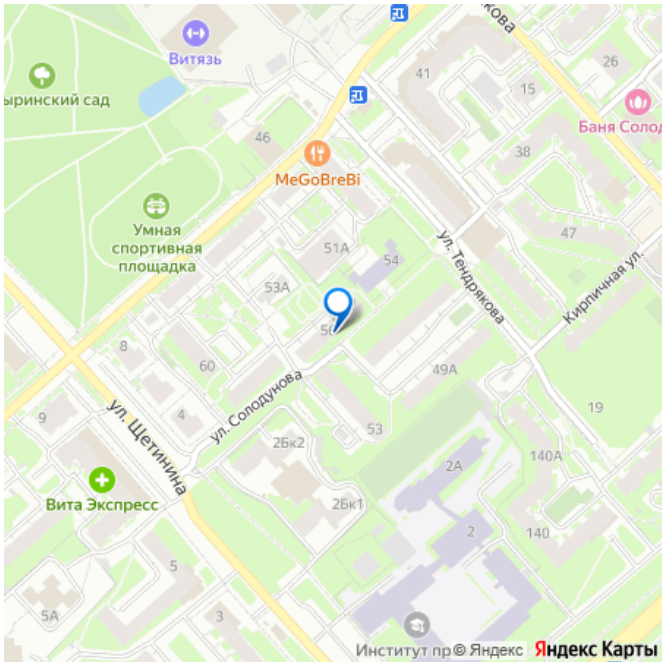 кова
Витязь
41
15
26
ыринский сад
Баня Солод
46
38
MeGoBreBi
Умная
спортивная
площадка
51А
54
47
ул. Тендрякова
Кирпичная ул.
53А
8
60
49А
ул. Солодунова
4
19
9
ул. Щетинина
53
2Бк2
2А
140А
Вита Экспресс
2Бк1
2
140
5
5А
3
Институт пр
© Яндекс
Яндекс Карты